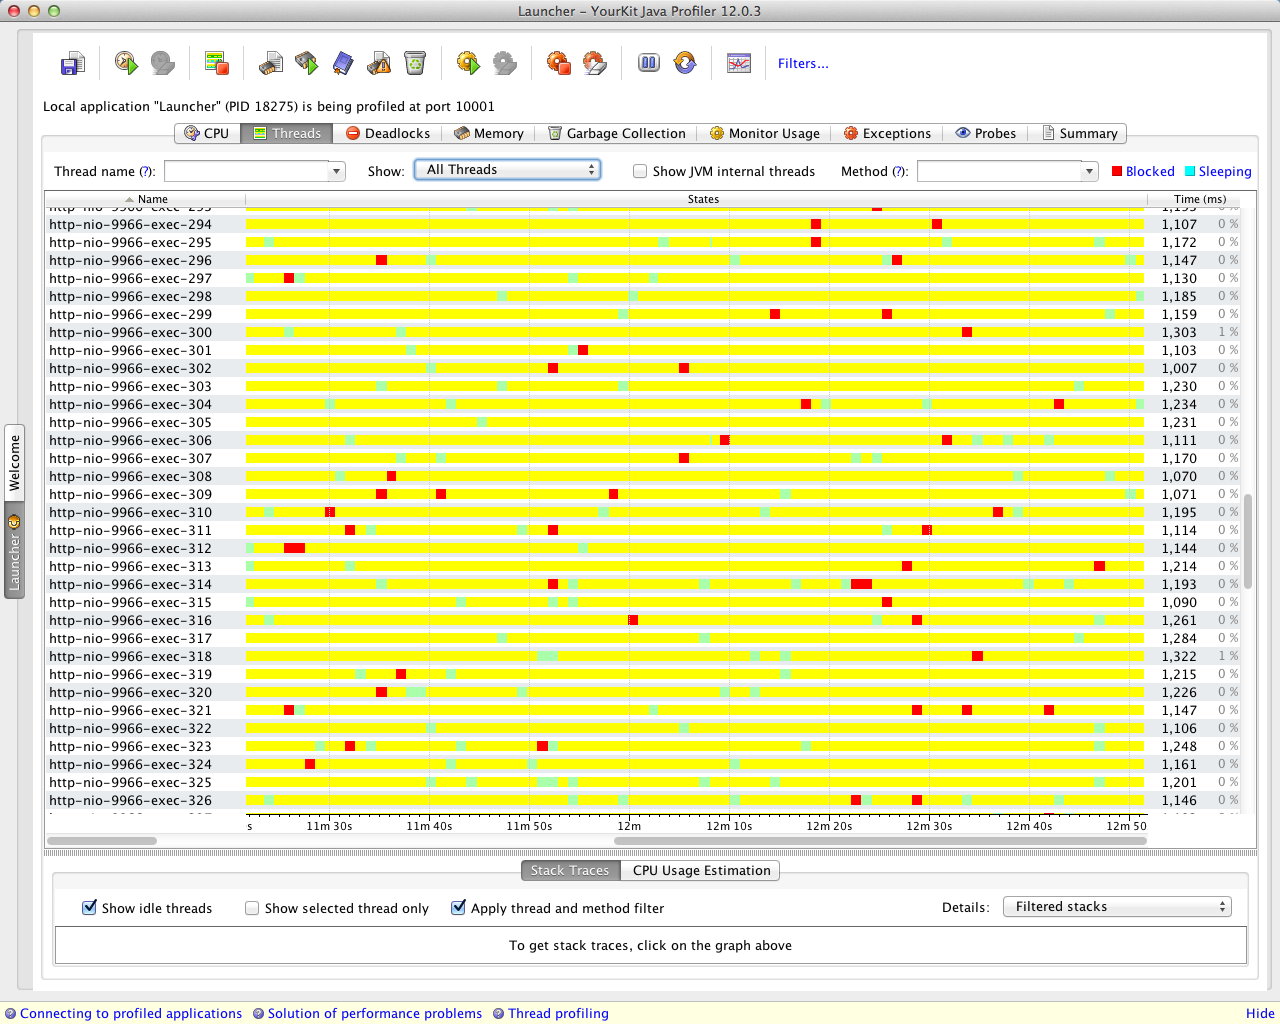 Launcher – YourKit Java Profiler 12.0.3
Filters...
Local application "Launcher" (PID 18275) is being profiled at port 10001
CPU Threads Deadlocks Memory Garbage Collection Monitor Usage Exceptions Probes Summary
Thread name (?): Show: All Threads Show JVM internal threads Method (?): Blocked Sleeping
Name States Time (ms)
http-nio-9966-exec-294 1,107 0 %
http-nio-9966-exec-295 1,172 0 %
http-nio-9966-exec-296 1,147 0 %
http-nio-9966-exec-297 1,130 0 %
http-nio-9966-exec-298 1,185 0 %
http-nio-9966-exec-299 1,159 0 %
http-nio-9966-exec-300 1,303 1 %
http-nio-9966-exec-301 1,103 0 %
http-nio-9966-exec-302 1,007 0 %
http-nio-9966-exec-303 1,230 0 %
http-nio-9966-exec-304 1,234 0 %
http-nio-9966-exec-305 1,231 0 %
http-nio-9966-exec-306 1,111 0 %
http-nio-9966-exec-307 1,170 0 %
http-nio-9966-exec-308 1,070 0 %
http-nio-9966-exec-309 1,071 0 %
http-nio-9966-exec-310 1,195 0 %
http-nio-9966-exec-311 1,114 0 %
http-nio-9966-exec-312 1,144 0 %
http-nio-9966-exec-313 1,214 0 %
http-nio-9966-exec-314 1,193 0 %
http-nio-9966-exec-315 1,090 0 %
http-nio-9966-exec-316 1,261 0 %
http-nio-9966-exec-317 1,284 0 %
http-nio-9966-exec-318 1,322 1 %
http-nio-9966-exec-319 1,215 0 %
http-nio-9966-exec-320 1,226 0 %
http-nio-9966-exec-321 1,147 0 %
http-nio-9966-exec-322 1,106 0 %
http-nio-9966-exec-323 1,248 0 %
http-nio-9966-exec-324 1,161 0 %
http-nio-9966-exec-325 1,201 0 %
http-nio-9966-exec-326 1,146 0 %
s 11m 30s 11m 40s 11m 50s 12m 12m 10s 12m 20s 12m 30s 12m 40s 12m 50
Welcome
Launcher
Stack Traces CPU Usage Estimation
Show idle threads Show selected thread only Apply thread and method filter Details: Filtered stacks
To get stack traces, click on the graph above
? Connecting to profiled applications ? Solution of performance problems ? Thread profiling Hide